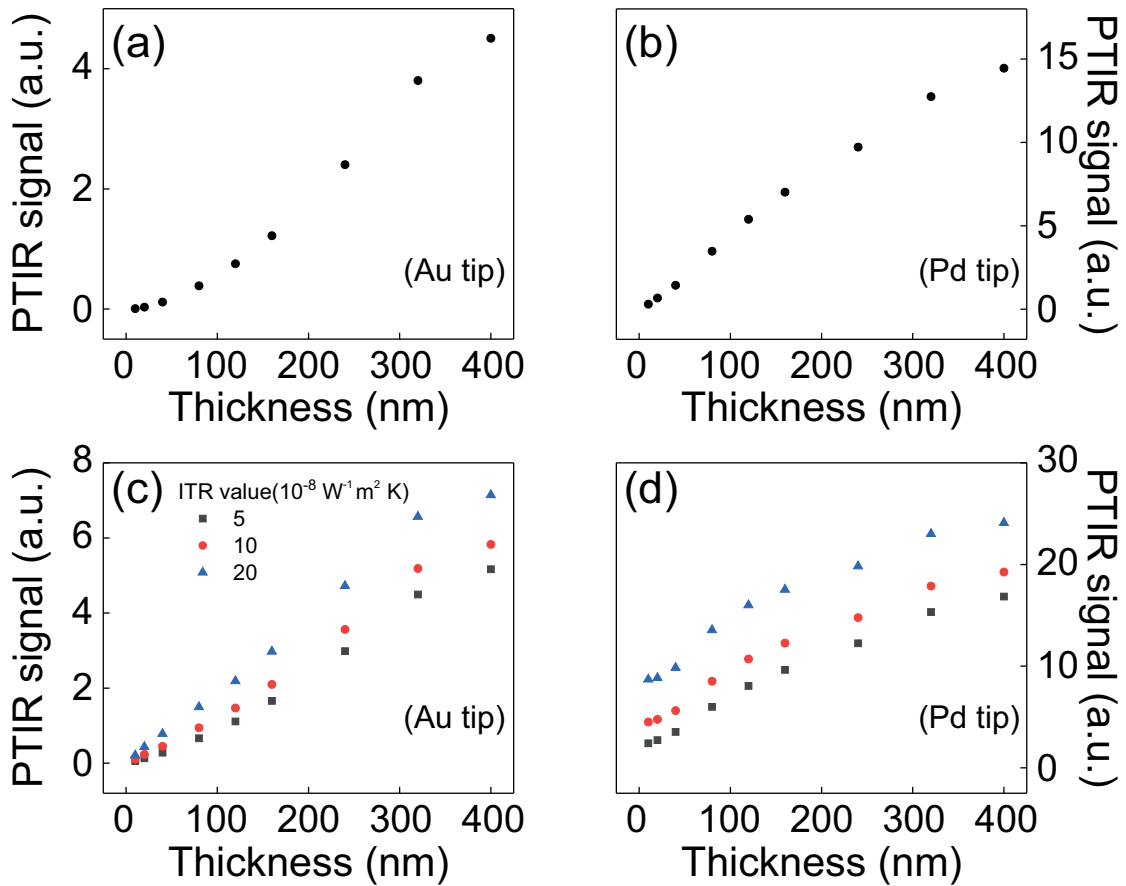 (a)
PTIR signal (a.u.)
4
2
0
(Au tip)
0 100 200 300 400
Thickness (nm)
(b)
PTIR signal (a.u.)
15
10
5
0
(Pd tip)
0 100 200 300 400
Thickness (nm)
(c)
PTIR signal (a.u.)
8
6
4
2
0
ITR value(10⁻⁸ W⁻¹m² K)
5
10
20
(Au tip)
0 100 200 300 400
Thickness (nm)
(d)
PTIR signal (a.u.)
30
20
10
0
(Pd tip)
0 100 200 300 400
Thickness (nm)